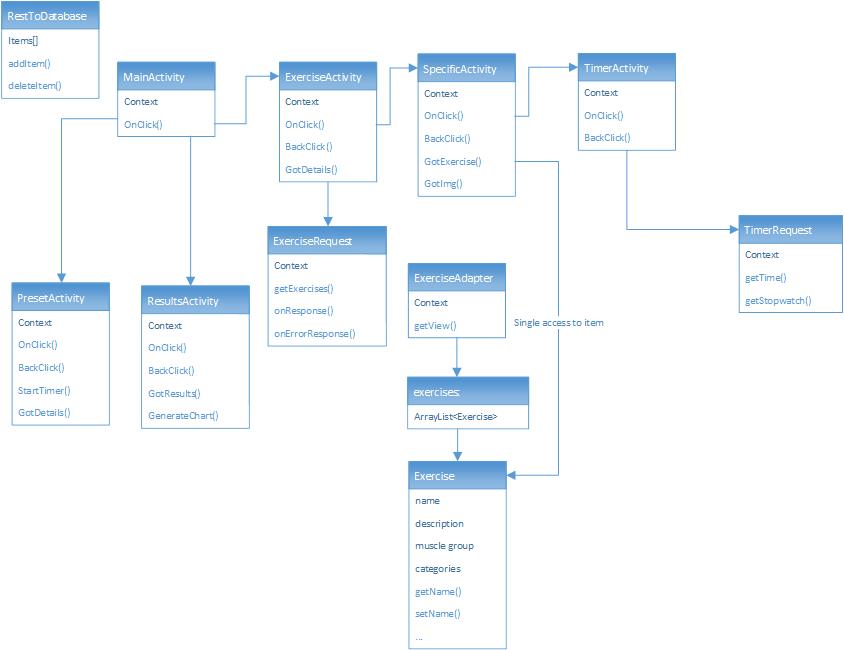 RestToDatabase
Items[]
addItem()
deleteItem()
MainActivity
Context
OnClick()
ExerciseActivity
Context
OnClick()
BackClick()
GotDetails()
SpecificActivity
Context
OnClick()
BackClick()
GotExercise()
GotImg()
TimerActivity
Context
OnClick()
BackClick()
TimerRequest
Context
getTime()
getStopwatch()
PresetActivity
Context
OnClick()
BackClick()
StartTimer()
GotDetails()
ResultsActivity
Context
OnClick()
BackClick()
GotResults()
GenerateChart()
ExerciseRequest
Context
getExercises()
onResponse()
onErrorResponse()
ExerciseAdapter
Context
getView()
Single access to item
exercises:
ArrayList<Exercise>
Exercise
name
description
muscle group
categories
getName()
setName()
...